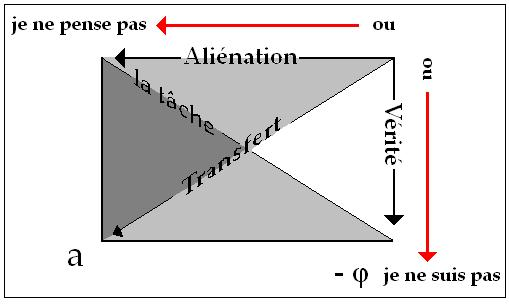 je ne pense pas ou
Aliénation
ou
la tâche
Vérité
Transfert
a
- φ je ne suis pas